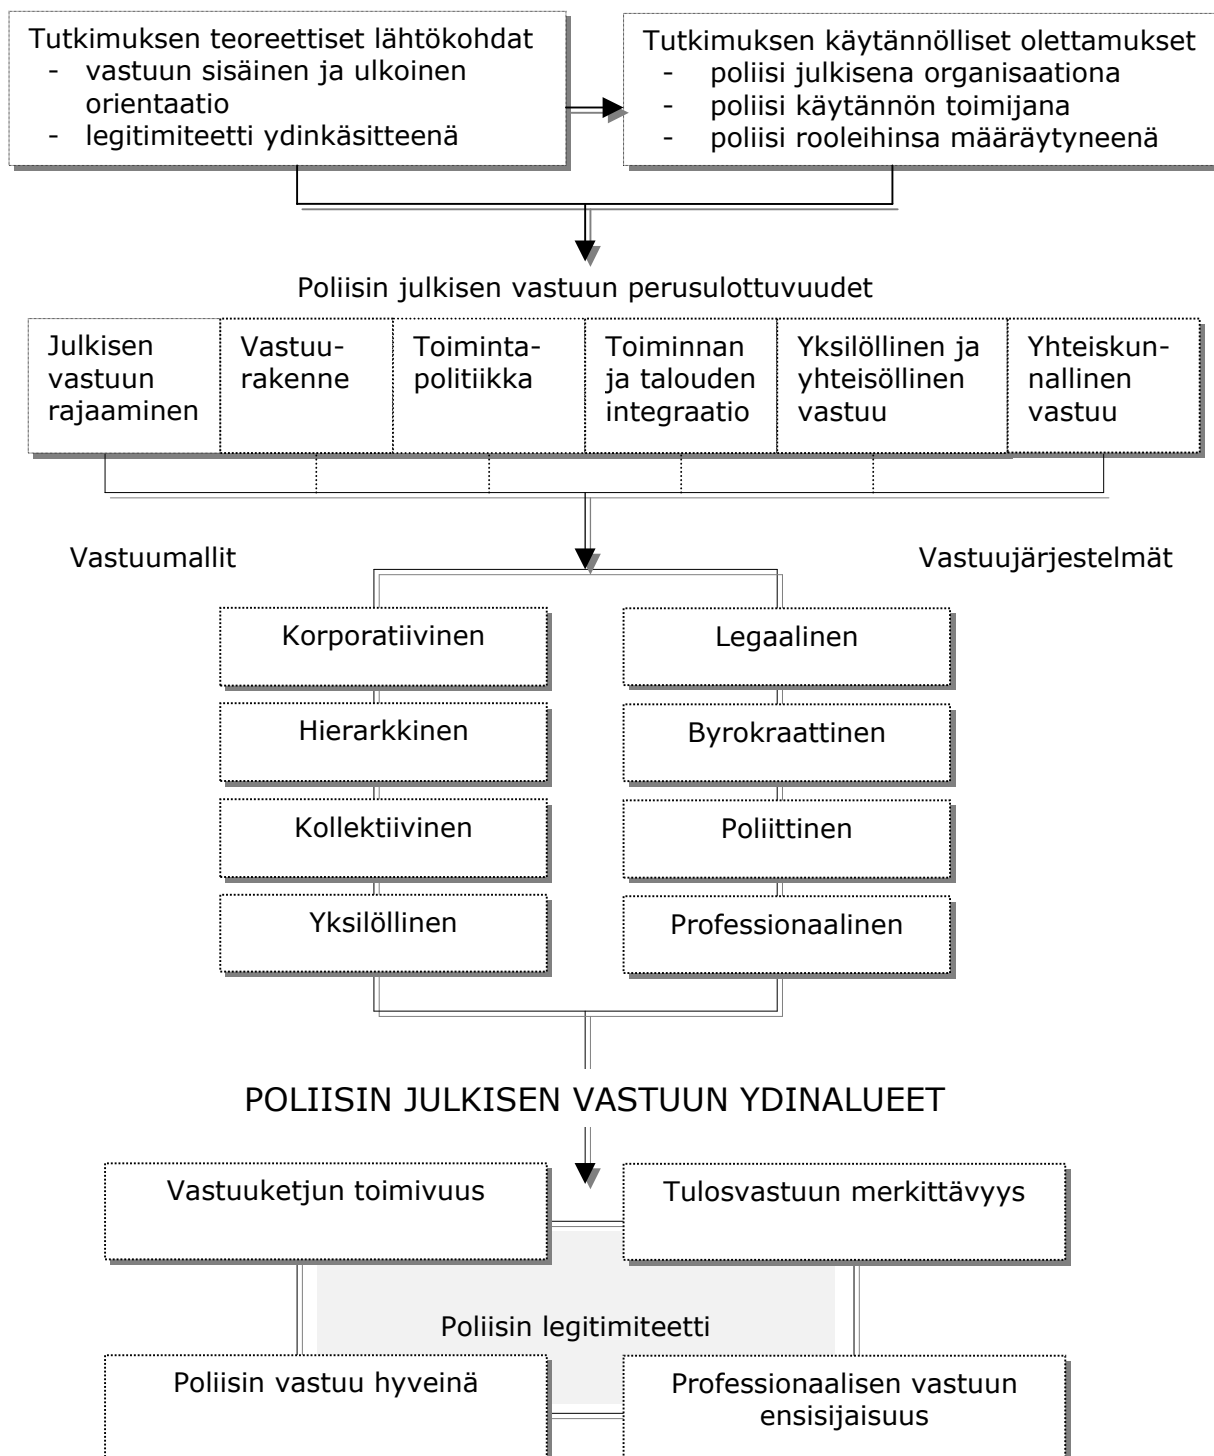 Tutkimuksen teoreettiset lähtökohdat
- vastuun sisäinen ja ulkoinen
orientaatio
- legitimiteetti ydinkäsitteenä
Tutkimuksen käytännölliset olettamukset
- poliisi julkisena organisaationa
- poliisi käytännön toimijana
- poliisi rooleihinsa määräytyneenä
Poliisin julkisen vastuun perusulottuvuudet
Julkisen
vastuun
rajaaminen
Vastuu-
rakenne
Toiminta-
politiikka
Toiminnan
ja talouden
integraatio
Yksilöllinen ja
yhteisöllinen
vastuu
Yhteiskun-
nallinen
vastuu
Vastuumallit
Vastuujärjestelmät
Korporatiivinen
Hierarkkinen
Kollektiivinen
Yksilöllinen
Legaalinen
Byrokraattinen
Poliittinen
Professionaalinen
POLIISIN JULKISEN VASTUUN YDINALUEET
Vastuuketjun toimivuus
Tulosvastuun merkittävyys
Poliisin legitimiteetti
Poliisin vastuu hyveinä
Professionaalisen vastuun
ensisijaisuus